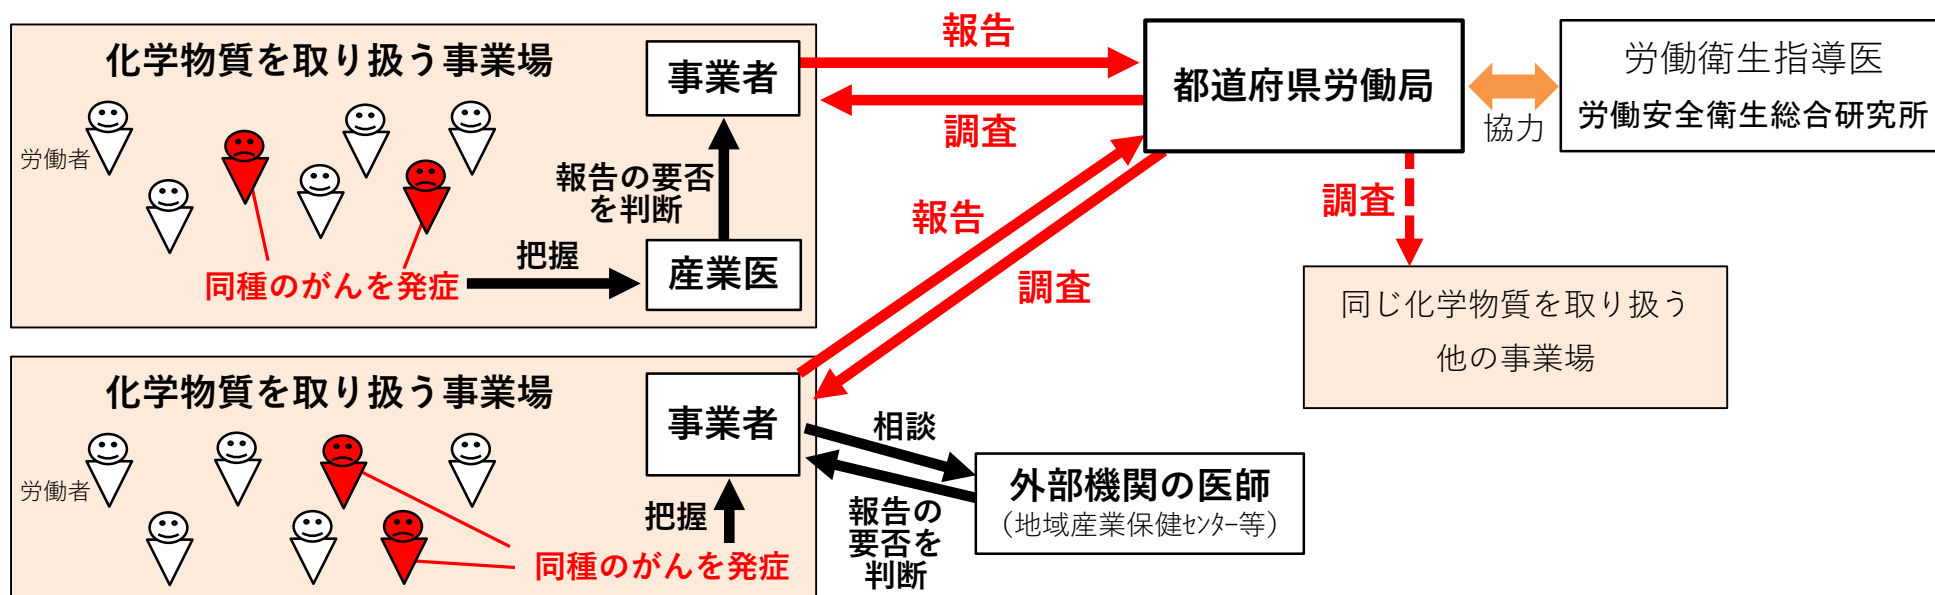 化学物質を取り扱う事業場
事業者
労働者
報告の要否
を判断
把握
産業医
同種のがんを発症
報告
調査
都道府県労働局
協力
労働衛生指導医
労働安全衛生総合研究所
報告
調査
調査
同じ化学物質を取り扱う
他の事業場
化学物質を取り扱う事業場
事業者
労働者
把握
同種のがんを発症
相談
報告の
要否を
判断
外部機関の医師
（地域産業保健ｾﾝﾀｰ等）